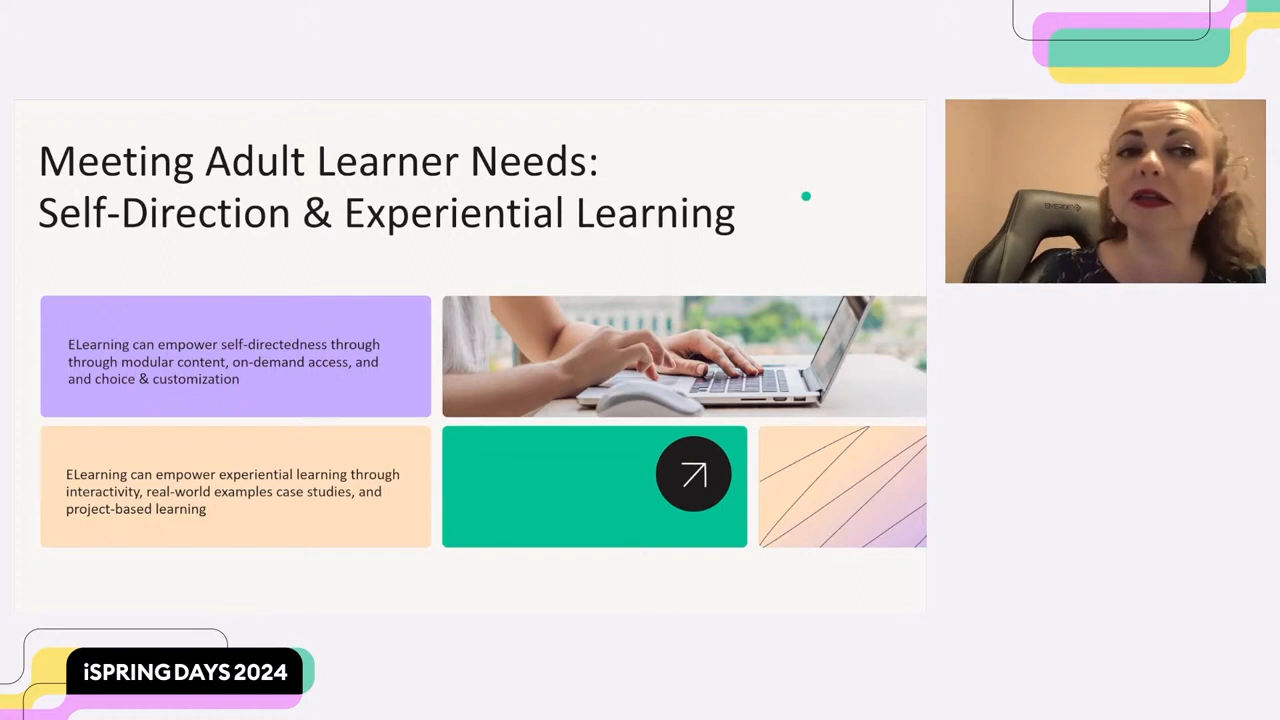 Meeting Adult Learner Needs:
Self-Direction & Experiential Learning
ELearning can empower self-directedness through
through modular content, on-demand access, and
and choice & customization
ELearning can empower experiential learning through
interactivity, real-world examples case studies, and
project-based learning
iSPRING DAYS 2024